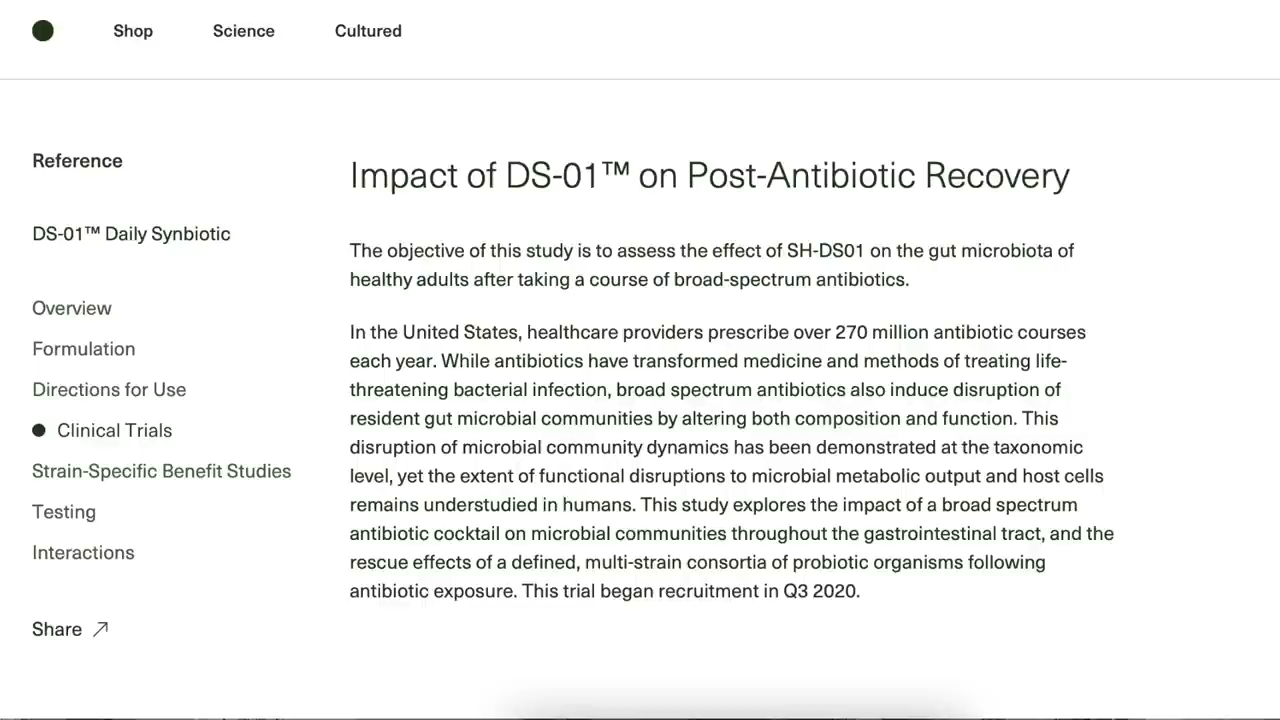 Shop Science Cultured
Reference
DS-01™ Daily Synbiotic
Overview
Formulation
Directions for Use
Clinical Trials
Strain-Specific Benefit Studies
Testing
Interactions
Share
Impact of DS-01™ on Post-Antibiotic Recovery
The objective of this study is to assess the effect of SH-DS01 on the gut microbiota of
healthy adults after taking a course of broad-spectrum antibiotics.
In the United States, healthcare providers prescribe over 270 million antibiotic courses
each year. While antibiotics have transformed medicine and methods of treating life-
threatening bacterial infection, broad spectrum antibiotics also induce disruption of
resident gut microbial communities by altering both composition and function. This
disruption of microbial community dynamics has been demonstrated at the taxonomic
level, yet the extent of functional disruptions to microbial metabolic output and host cells
remains understudied in humans. This study explores the impact of a broad spectrum
antibiotic cocktail on microbial communities throughout the gastrointestinal tract, and the
rescue effects of a defined, multi-strain consortia of probiotic organisms following
antibiotic exposure. This trial began recruitment in Q3 2020.